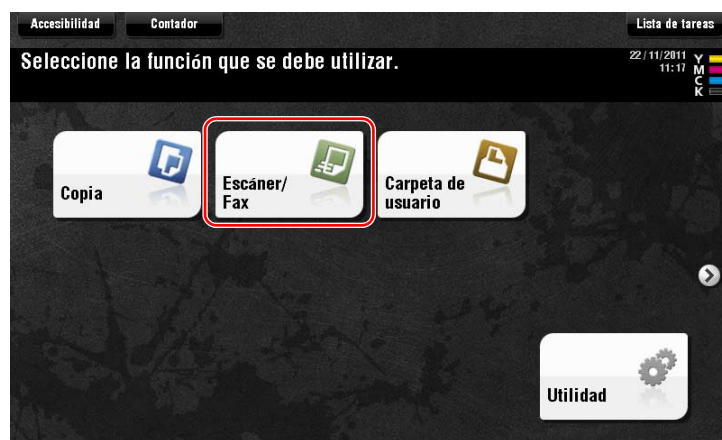 Accesibilidad Contador Lista de tareas
Seleccione la función que se debe utilizar.
22/11/2011
11:17
Y
M
C
K
Copia
Escáner/
Fax
Carpeta de
usuario
Utilidad